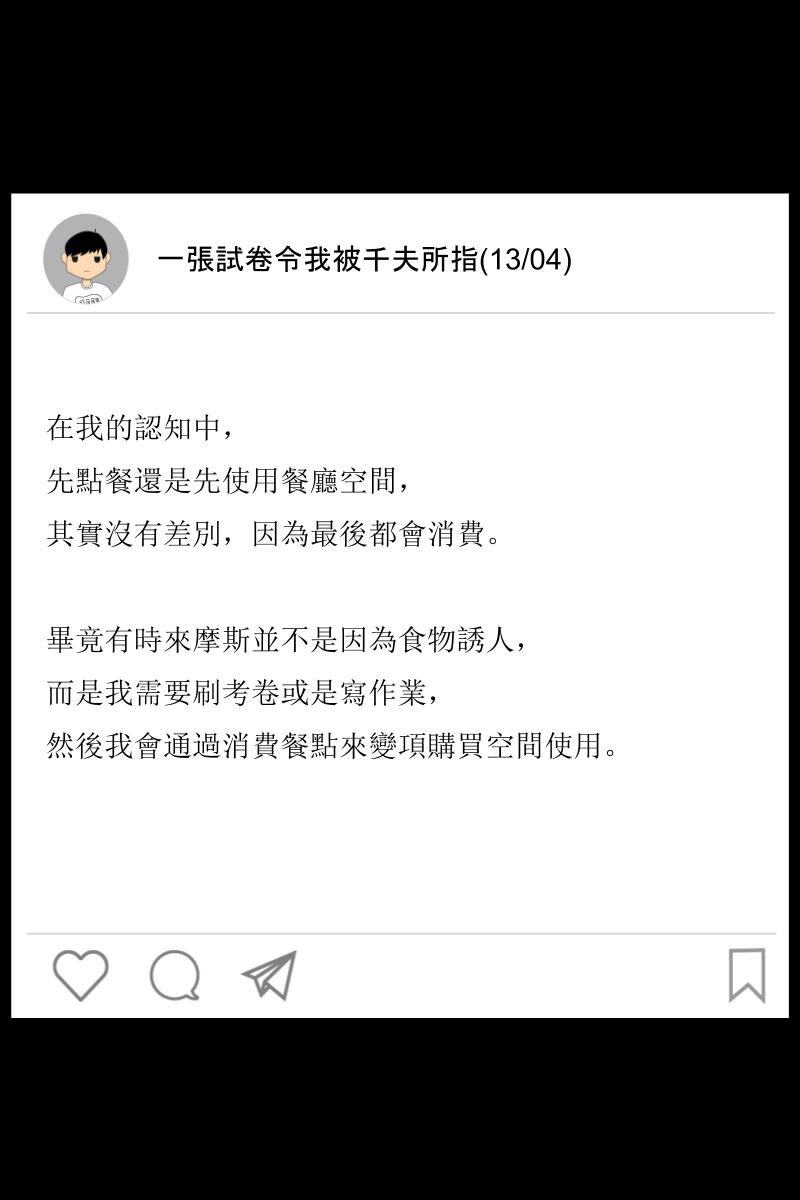 一張試卷令我被千夫所指(13/04)
在我的認知中，
先點餐還是先使用餐廳空間，
其實沒有差別，因為最後都會消費。
畢竟有時來摩斯並不是因為食物誘人，
而是我需要刷考卷或是寫作業，
然後我會通過消費餐點來變項購買空間使用。